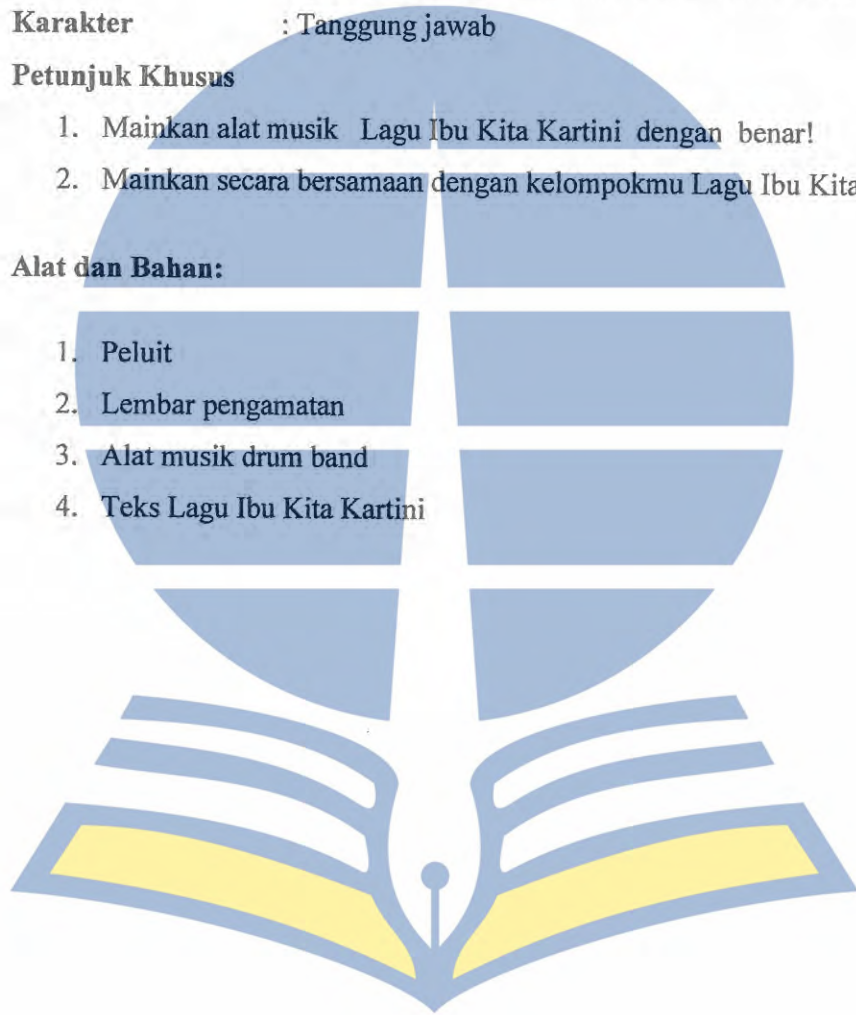 Karakter : Tanggung jawab
Petunjuk Khusus
1. Mainkan alat musik Lagu Ibu Kita Kartini dengan benar!
2. Mainkan secara bersamaan dengan kelompokmu Lagu Ibu Kita
Alat dan Bahan:
1. Peluit
2. Lembar pengamatan
3. Alat musik drum band
4. Teks Lagu Ibu Kita Kartini